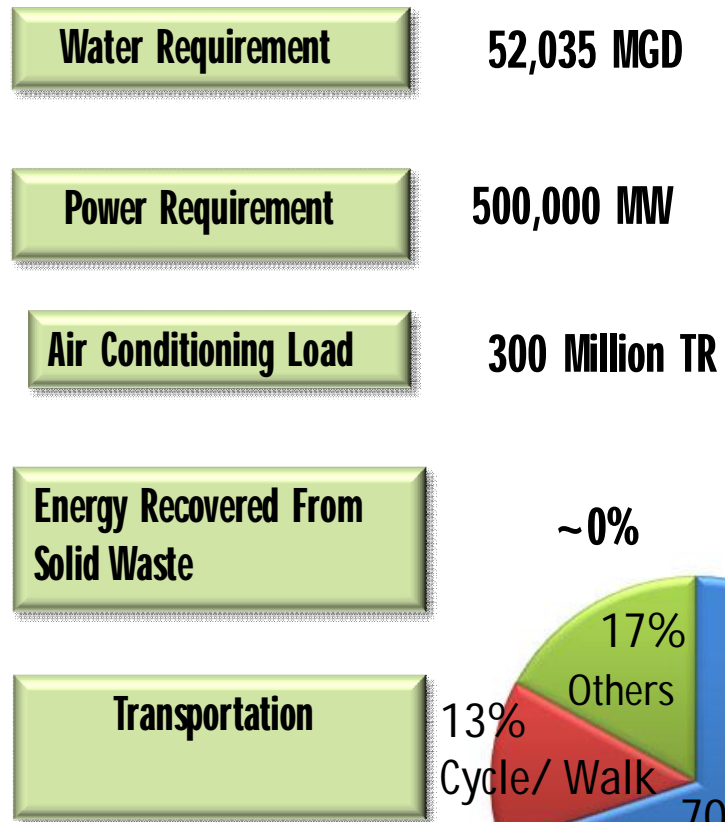 Water Requirement
52,035 MGD
Power Requirement
500,000 MW
Air Conditioning Load
300 Million TR
Energy Recovered From
Solid Waste
~0%
17%
Others
Transportation
13%
Cycle/ Walk
70